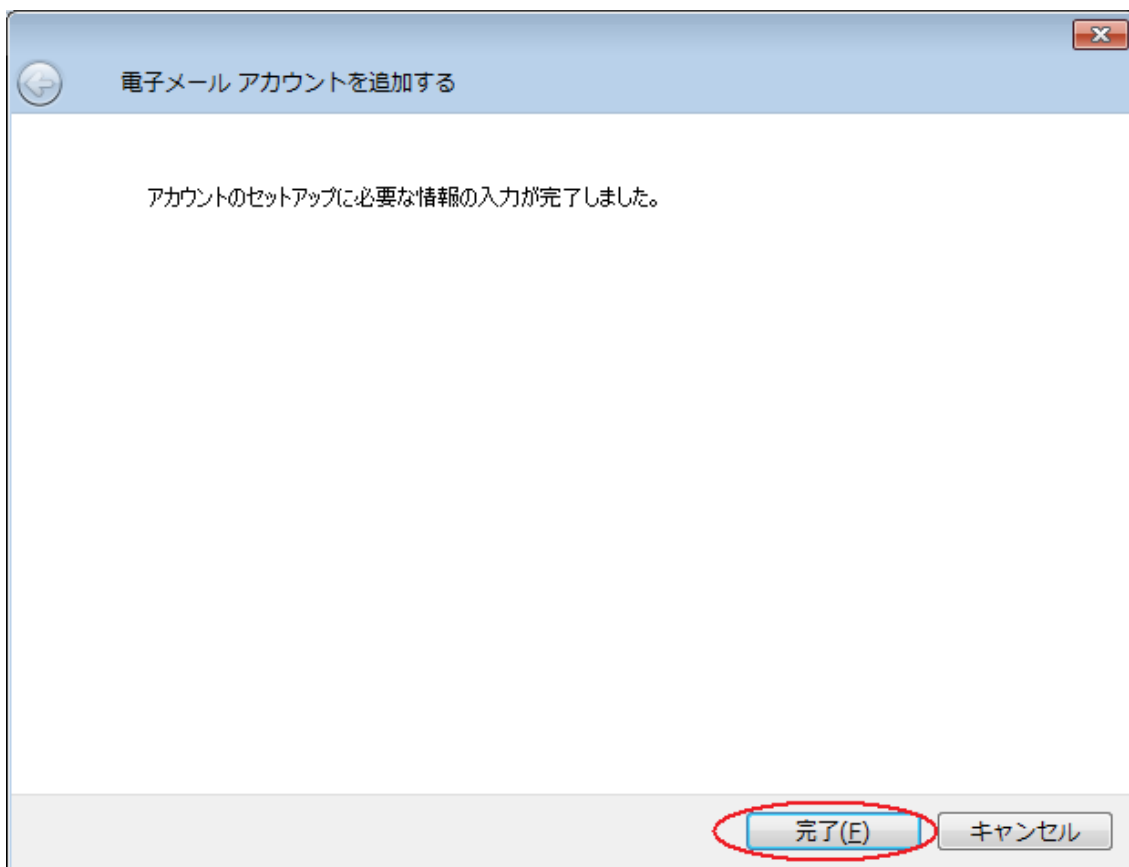 電子メール アカウントを追加する
アカウントのセットアップに必要な情報の入力が完了しました。
完了(F)
キャンセル